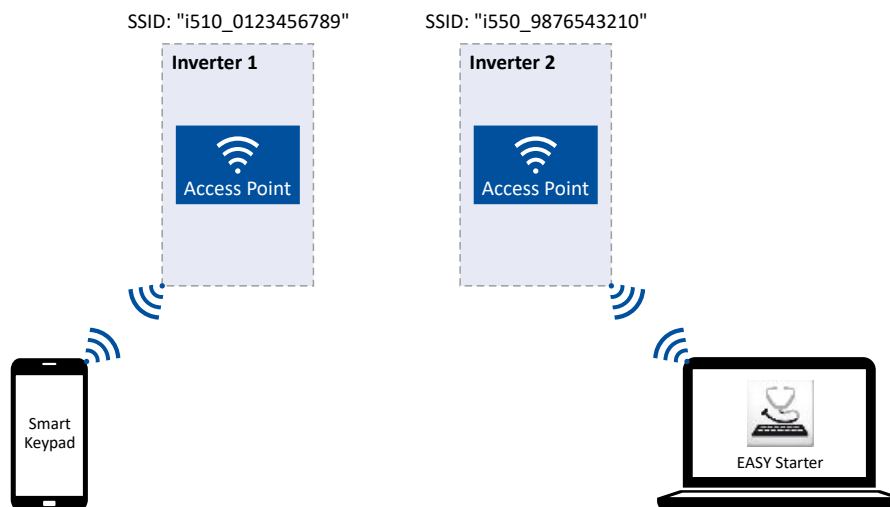 SSID: "i510_0123456789"
SSID: "i550_9876543210"
Inverter 1
Inverter 2
Access Point
Access Point
Smart
Keypad
EASY Starter